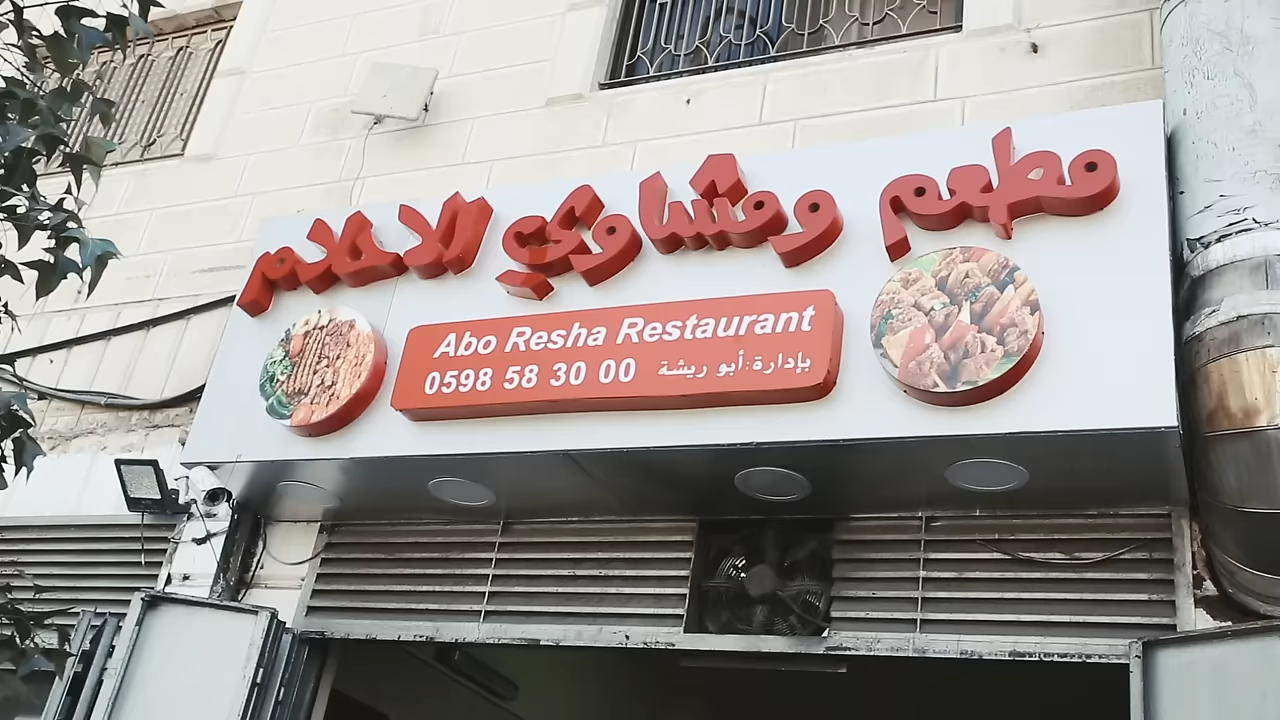 مطعم ومشاوي الاحلام
Abo Resha Restaurant
0598 58 30 00 بإدارة: أبو ريشة